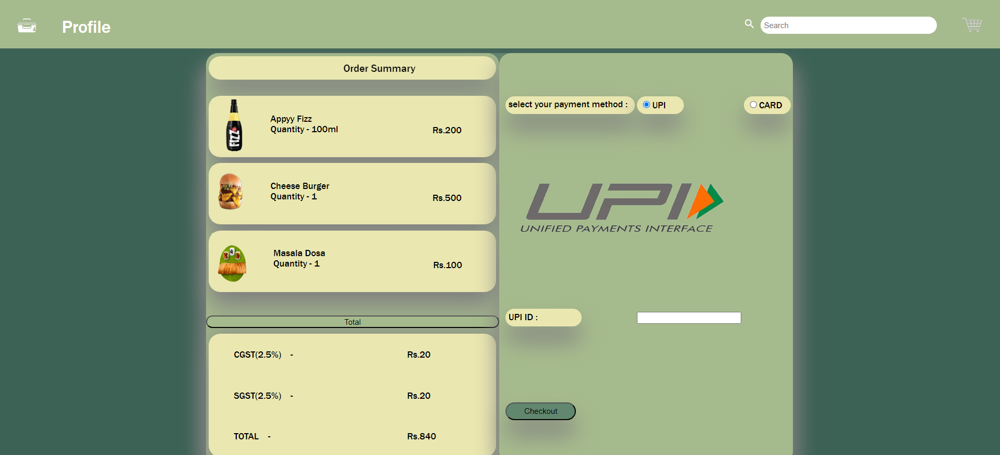 Profile
Search
Order Summary
FIZZ
Appyy Fizz
Quantity - 100ml
Rs.200
Cheese Burger
Quantity - 1
Rs.500
Masala Dosa
Quantity - 1
Rs.100
Total
CGST(2.5%) -
Rs.20
SGST(2.5%) -
Rs.20
TOTAL -
Rs.840
select your payment method :
UPI
CARD
UPI
UNIFIED PAYMENTS INTERFACE
UPI ID :
Checkout